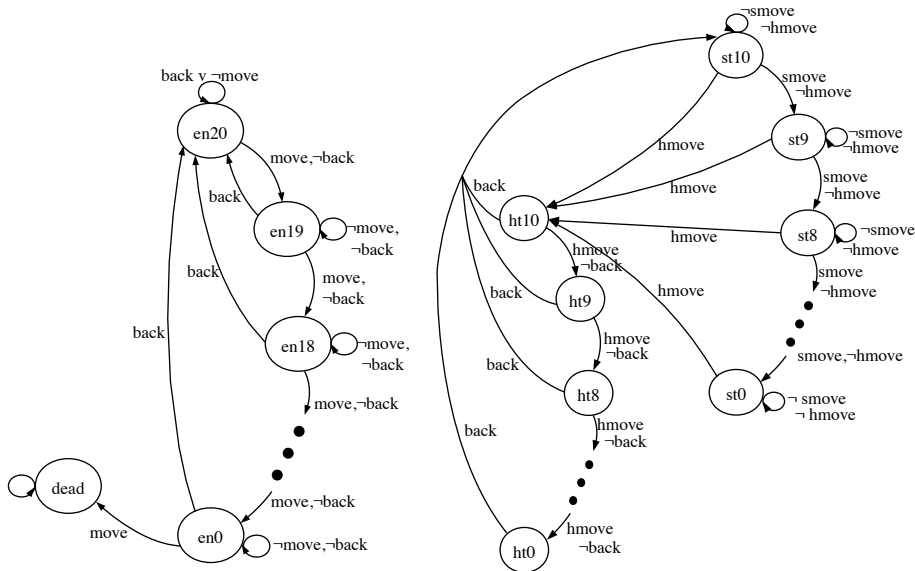 back v ¬move
en20
move,¬back
back
en19
¬move,
¬back
back
move,
¬back
en18
¬move,
¬back
back
move,¬back
move,¬back
dead
move
en0
¬move,¬back
¬smove
¬hmove
st10
smove
¬hmove
hmove
st9
¬smove
¬hmove
hmove
smove
¬hmove
back
ht10
hmove
st8
¬smove
¬hmove
hmove
¬back
smove
¬hmove
back
ht9
hmove
hmove
¬back
smove,¬hmove
back
ht8
st0
¬ smove
¬ hmove
hmove
¬back
back
hmove
¬back
ht0